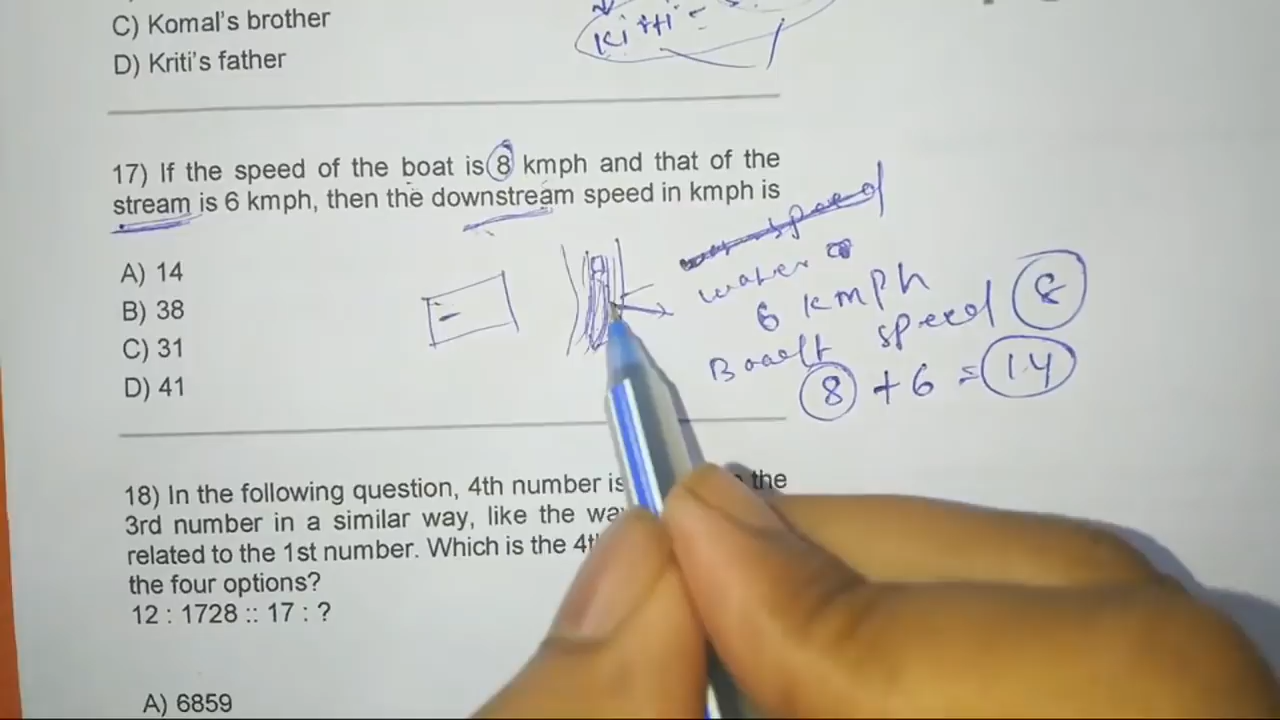 C) Komal's brother
D) Kriti's father
Kitti =
17) If the speed of the boat is 8 kmph and that of the
stream is 6 kmph, then the downstream speed in kmph is
A) 14
B) 38
C) 31
D) 41
speed
water
6 kmph
speed 8
8 + 6 = 14
18) In the following question, 4th number is the
3rd number in a similar way, like the
related to the 1st number. Which is the
the four options?
12 : 1728 :: 17 : ?
A) 6859